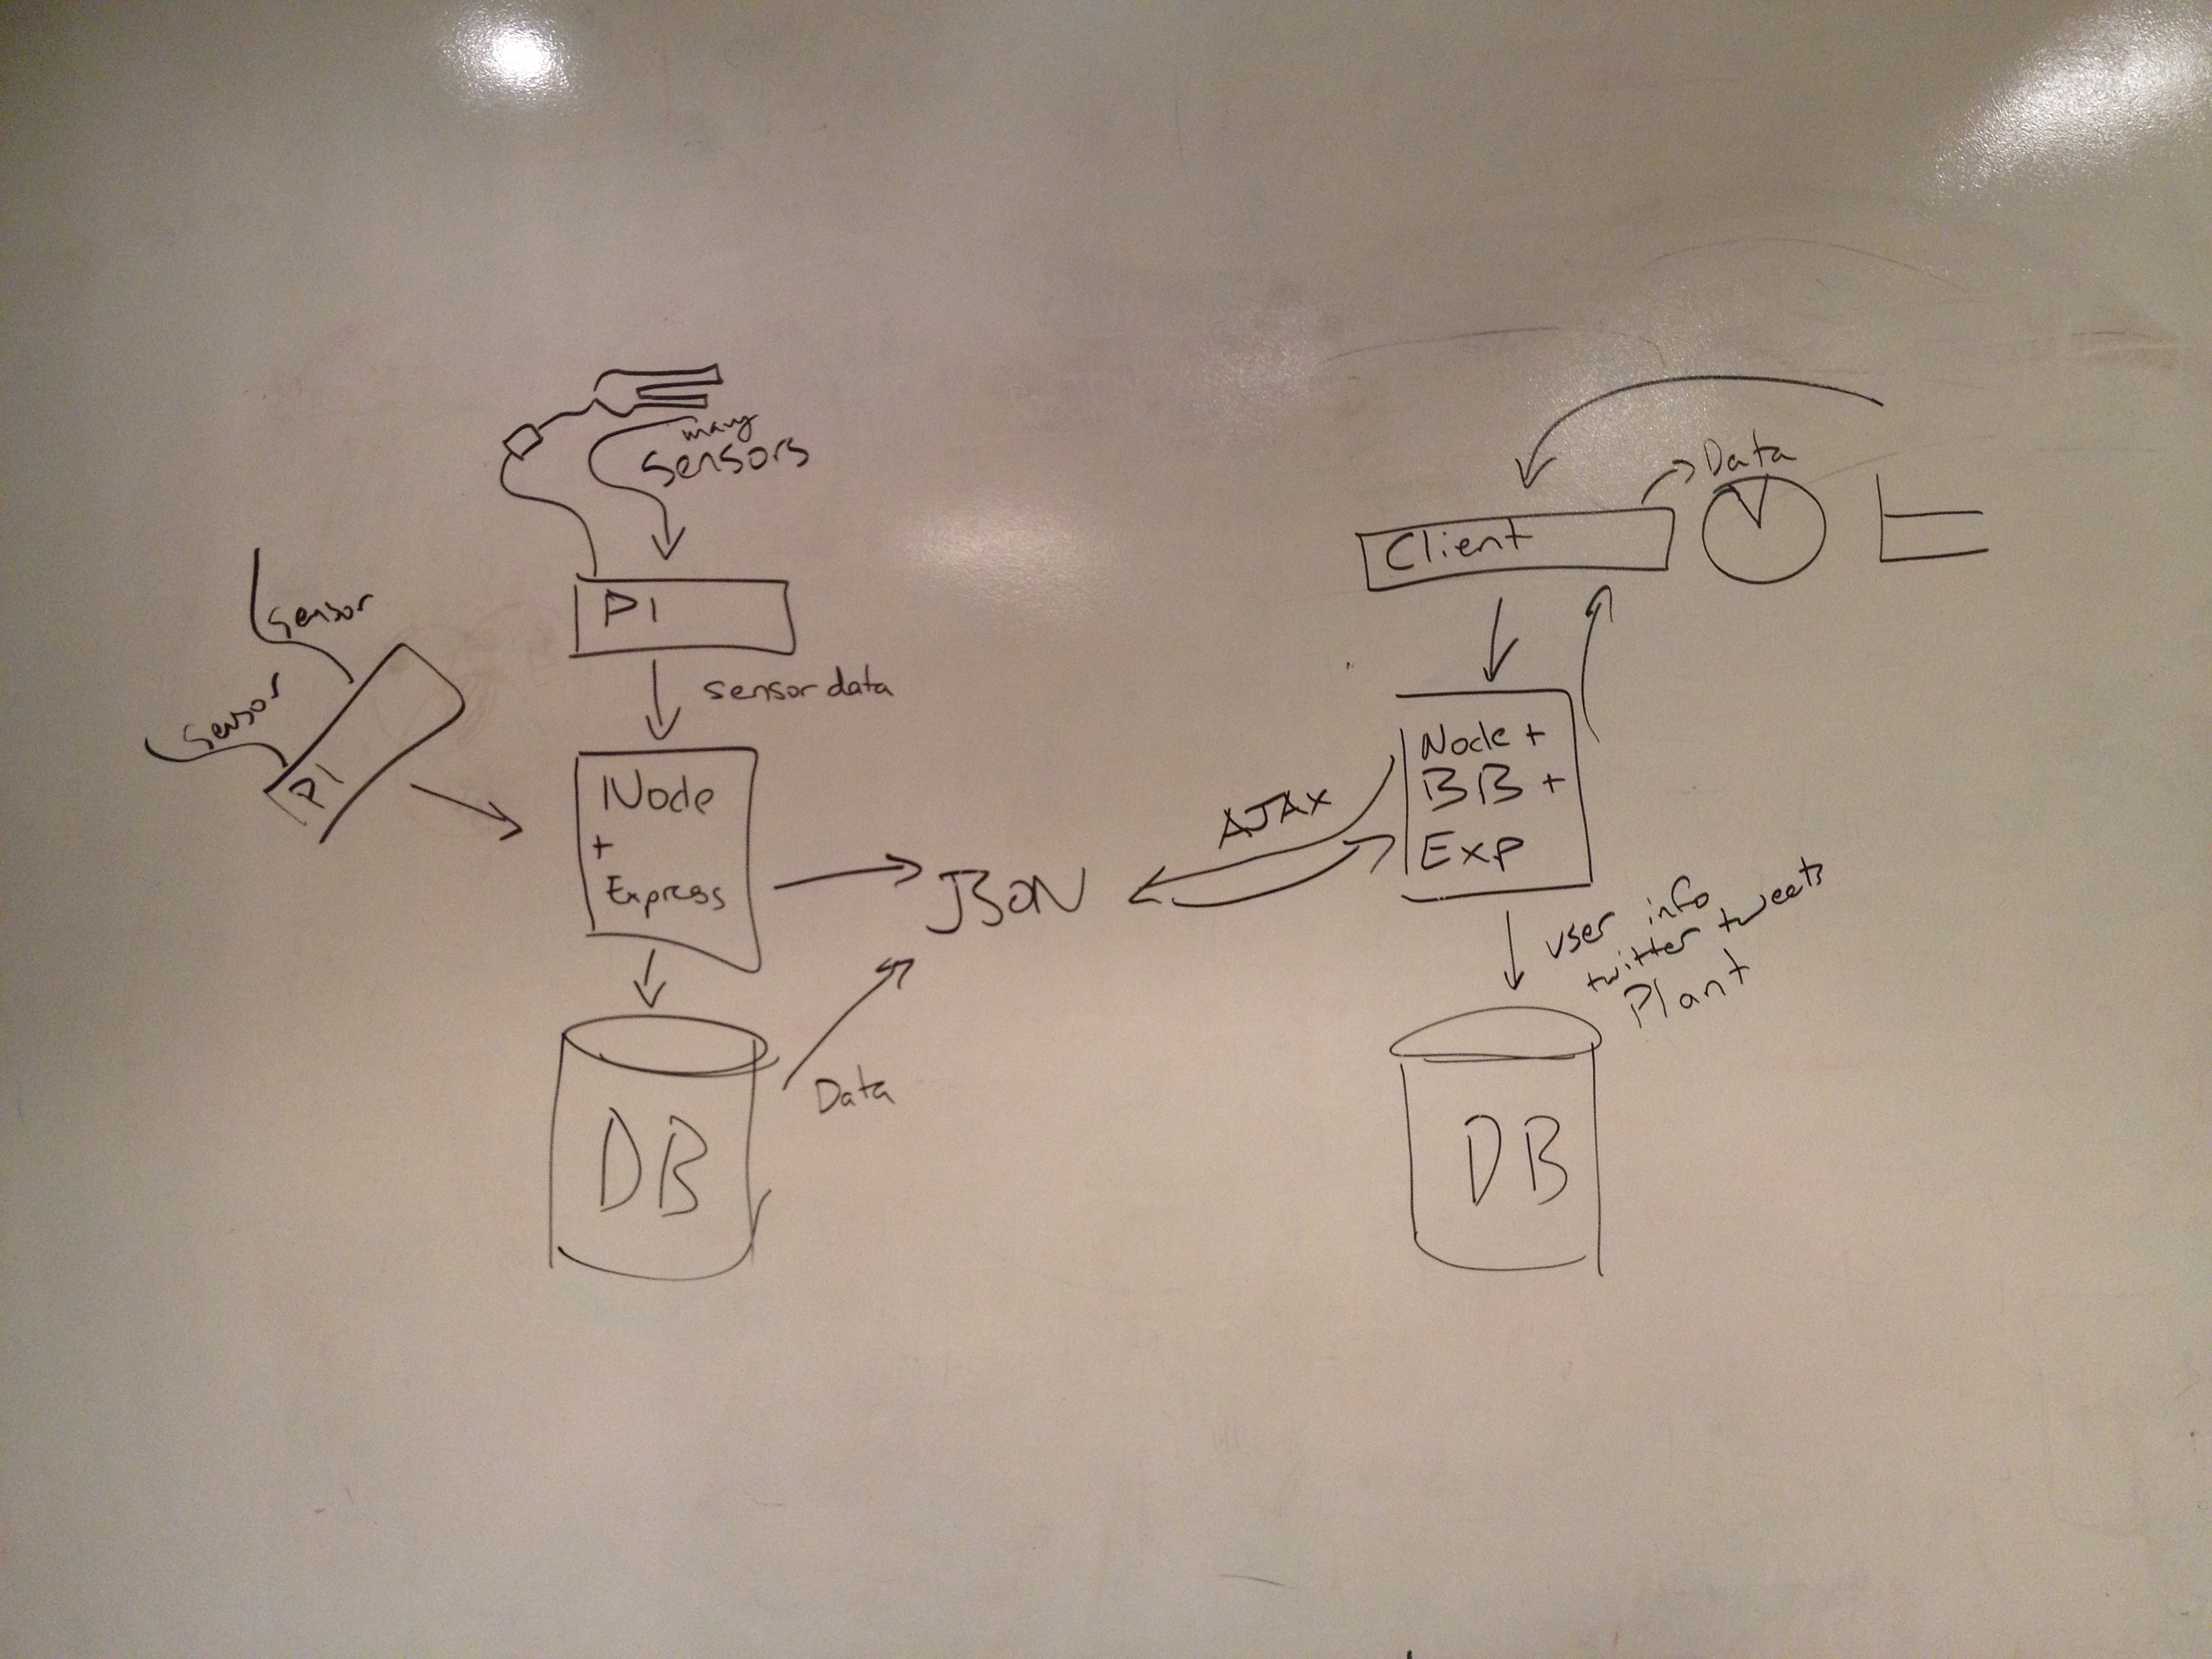 many
sensors
PI
sensor data
sensor
sensor
PI
Node
+
Express
DB
Data
JSON
AJAX
Client
Data
Node +
BB +
Exp
user info
twitter tweets
Plant
DB